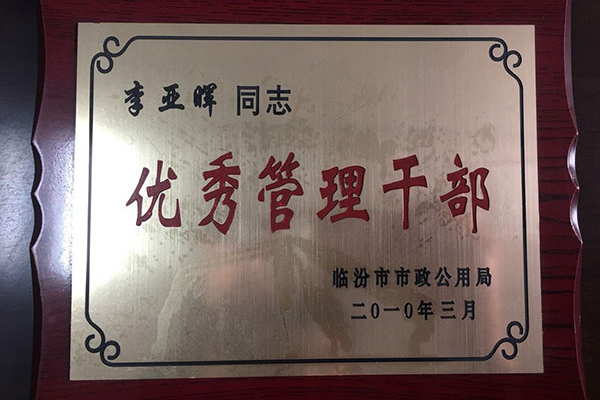 李亚晖 同志
优秀管理干部
临汾市市政公用局
二〇一〇年三月